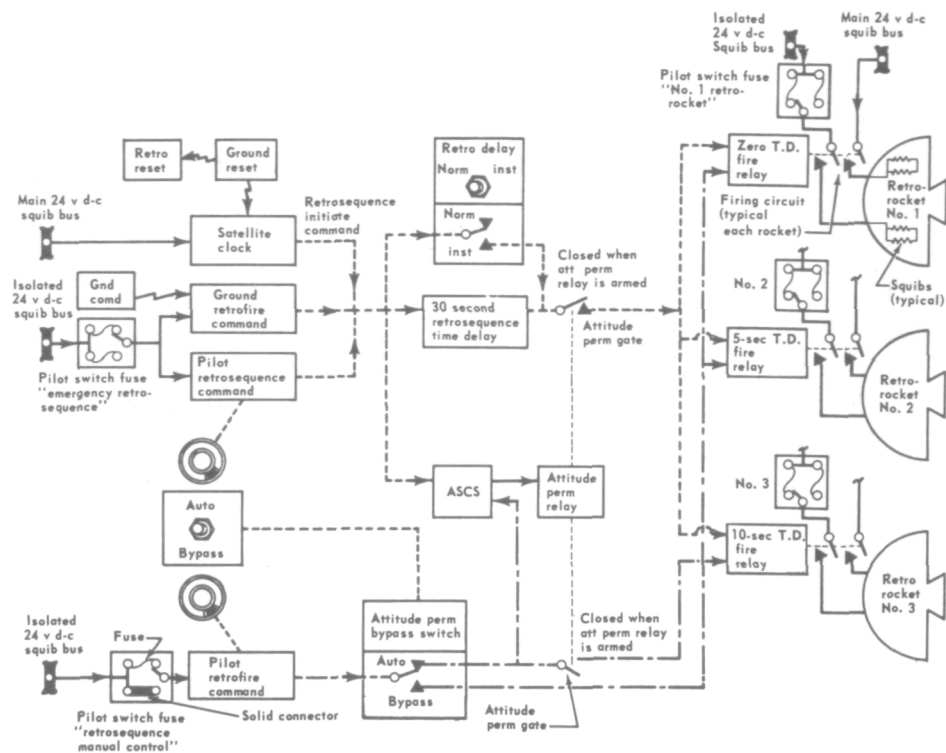 Isolated
24 v d-c
Squib bus
Main 24 v d-c
squib bus
Pilot switch fuse
"No. 1 retro-
rocket"
Retro
reset
Ground
reset
Retro delay
Norm
inst
Zero T.D.
fire
relay
Retro-
rocket
No. 1
Main 24 v d-c
squib bus
Satellite
clock
Retrosequence
initiate
command
Norm
inst
Firing circuit
(typical
each rocket)
Squibs
(typical)
Isolated
24 v d-c
squib bus
Gnd
comd
Ground
retrofire
command
30 second
retrosequence
time delay
Closed when
att perm
relay is armed
Attitude
perm gate
No. 2
5-sec T.D.
fire
relay
Retro-
rocket
No. 2
Pilot switch fuse
"emergency retro-
sequence"
Pilot
retrosequence
command
ASCS
Attitude
perm
relay
No. 3
10-sec T.D.
fire
relay
Retro
rocket
No. 3
Auto
Bypass
Isolated
24 v d-c
squib bus
Fuse
Pilot
retrofire
command
Attitude perm
bypass switch
Auto
Bypass
Closed when
att perm relay is
armed
Attitude
perm gate
Pilot switch fuse
"retrosequence
manual control"
Solid connector